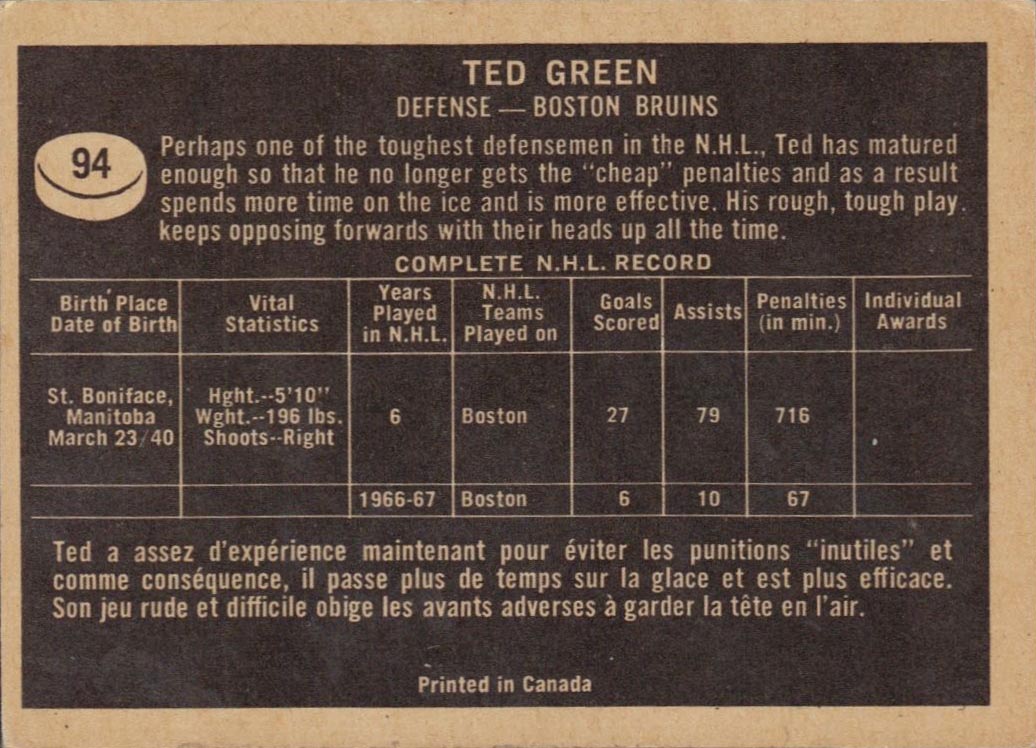 TED GREEN
DEFENSE — BOSTON BRUINS
94
Perhaps one of the toughest defensemen in the N.H.L., Ted has matured
enough so that he no longer gets the "cheap" penalties and as a result
spends more time on the ice and is more effective. His rough, tough play
keeps opposing forwards with their heads up all the time.
COMPLETE N.H.L. RECORD
Birth Place
Date of Birth
Vital
Statistics
Years
Played
in N.H.L.
N.H.L.
Teams
Played on
Goals
Scored
Assists
Penalties
(in min.)
Individual
Awards
St. Boniface,
Manitoba
March 23/40
Hght.--5'10"
Wght.--196 lbs.
Shoots--Right
6
Boston
27
79
716
1966-67
Boston
6
10
67
Ted a assez d'expérience maintenant pour éviter les punitions "inutiles" et
comme conséquence, il passe plus de temps sur la glace et est plus efficace.
Son jeu rude et difficile obige les avants adverses à garder la tête en l'air.
Printed in Canada